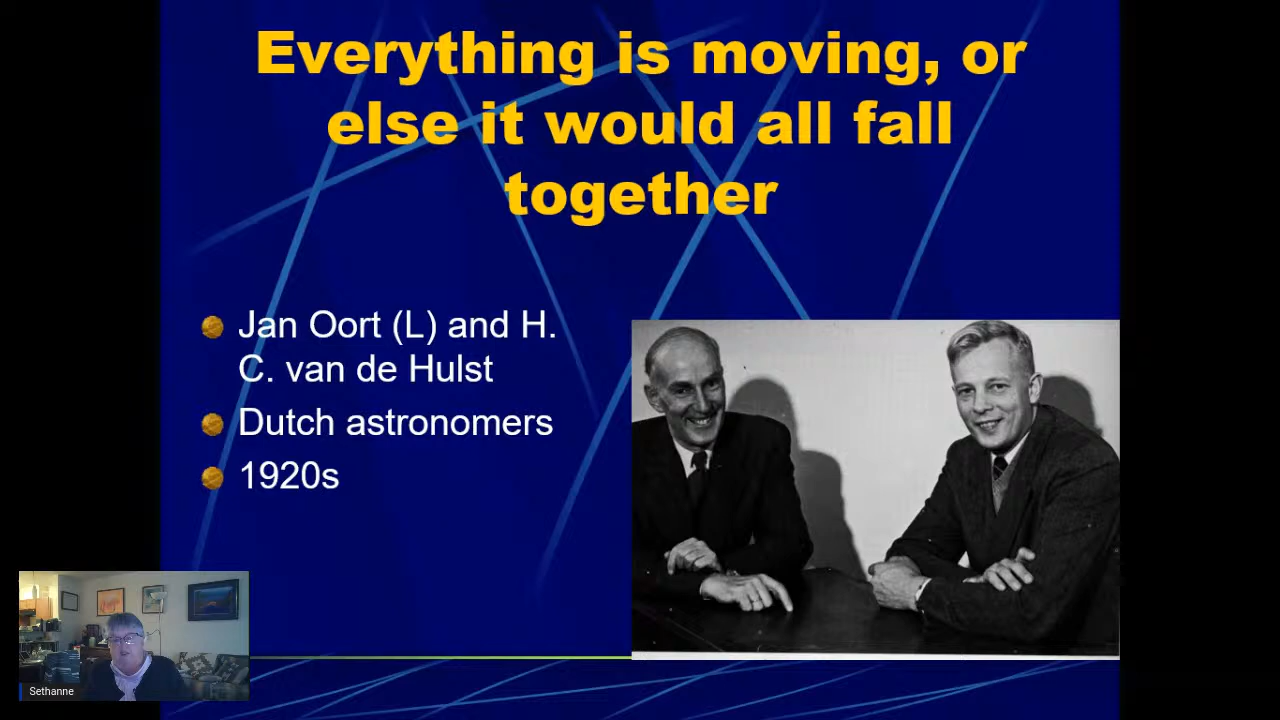 Everything is moving, or
else it would all fall
together
Jan Oort (L) and H.
C. van de Hulst
Dutch astronomers
1920s
Sethanne